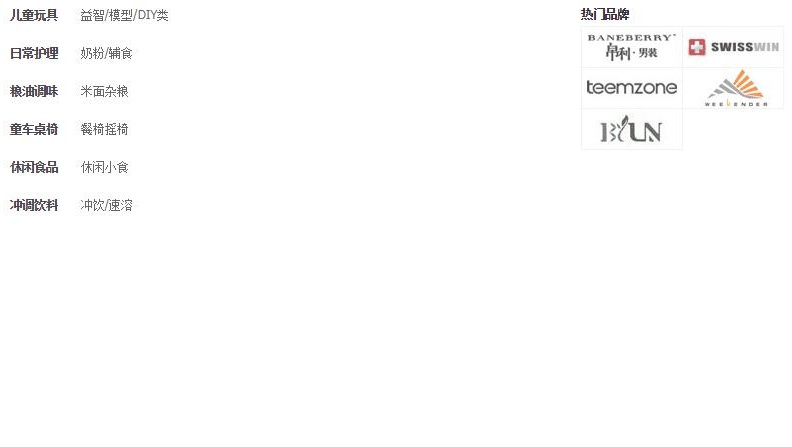 儿童玩具 益智/模型/DIY类
日常护理 奶粉/辅食
粮油调味 米面杂粮
童车桌椅 餐椅摇椅
休闲食品 休闲小食
冲调饮料 冲饮/速溶
热门品牌
BANEBERRY
帛利·男装
SWISSWIN
teemzone
WEEKENDER